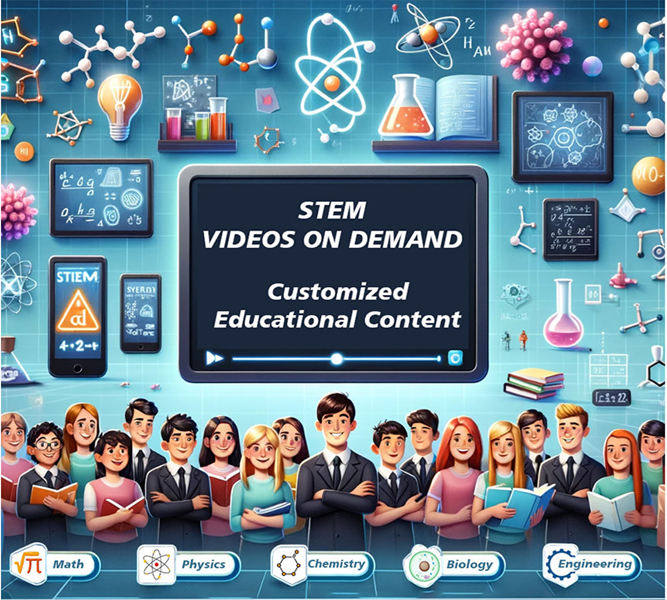 STEM
VIDEOS ON DEMAND
Customized
Educational Content
STIEM
Math
Physics
Chemistry
Biology
Engineering